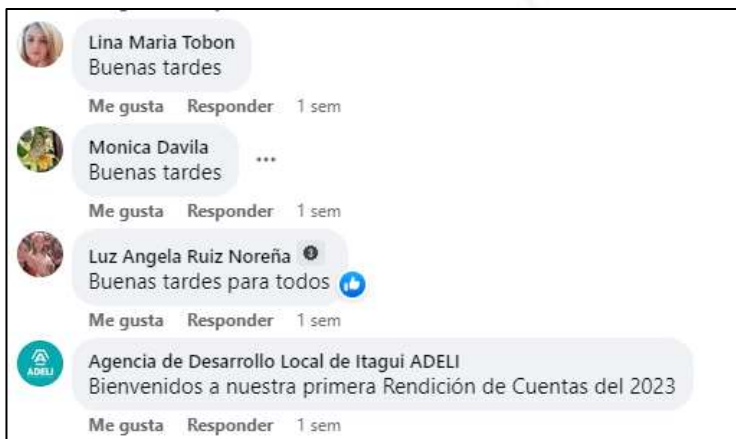 Lina Maria Tobon
Buenas tardes
Me gusta Responder 1 sem
Monica Davila
Buenas tardes
Me gusta Responder 1 sem
Luz Angela Ruiz Noreña
Buenas tardes para todos
Me gusta Responder 1 sem
ADELI
Agencia de Desarrollo Local de Itagui ADELI
Bienvenidos a nuestra primera Rendición de Cuentas del 2023
Me gusta Responder 1 sem